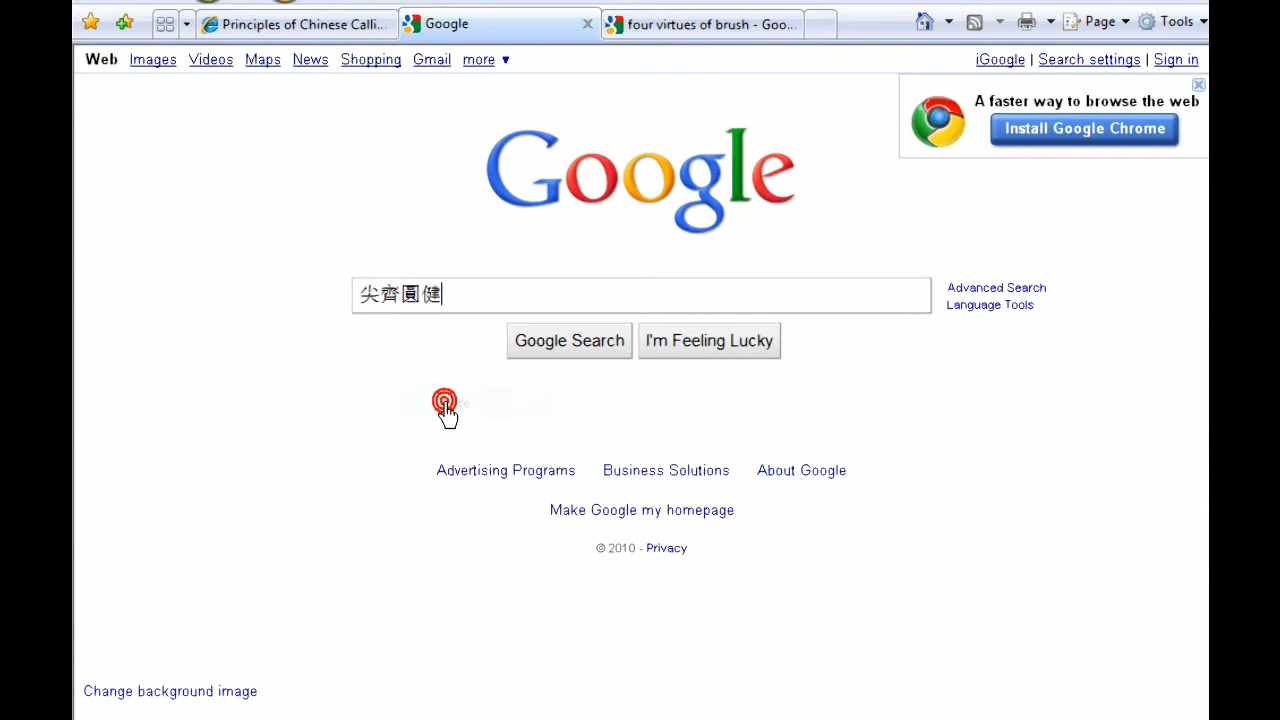 Principles of Chinese Calli...
Google
four virtues of brush - Goo...
Page
Tools
Web Images Videos Maps News Shopping Gmail more ▼
iGoogle | Search settings | Sign in
A faster way to browse the web
Install Google Chrome
Google
尖齊圓健
Advanced Search
Language Tools
Google Search
I'm Feeling Lucky
Advertising Programs
Business Solutions
About Google
Make Google my homepage
© 2010 - Privacy
Change background image